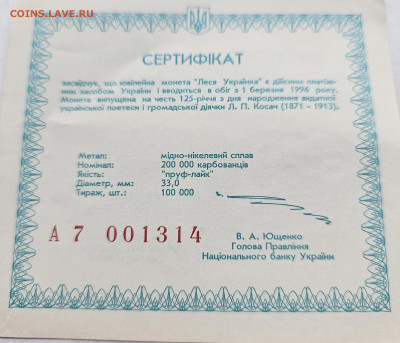 COINS.LAVE.RU
СЕРТИФІКАТ
засвідчує, що ювілейна монета "Леся Українка" є дійсним платіж-
ним засобом України і вводиться в обіг з 1 березня 1996 року.
Монета випущена на честь 125-річчя з дня народження видатної
української поетеси і громадської діячки Л. П. Косач (1871 - 1913).
Метал: мідно-нікелевий сплав
Номінал: 200 000 карбованців
Якість: "пруф-лайк"
Діаметр, мм: 33,0
Тираж, шт.: 100 000
А 7 001314
В. А. Ющенко
Голова Правління
Національного банку України